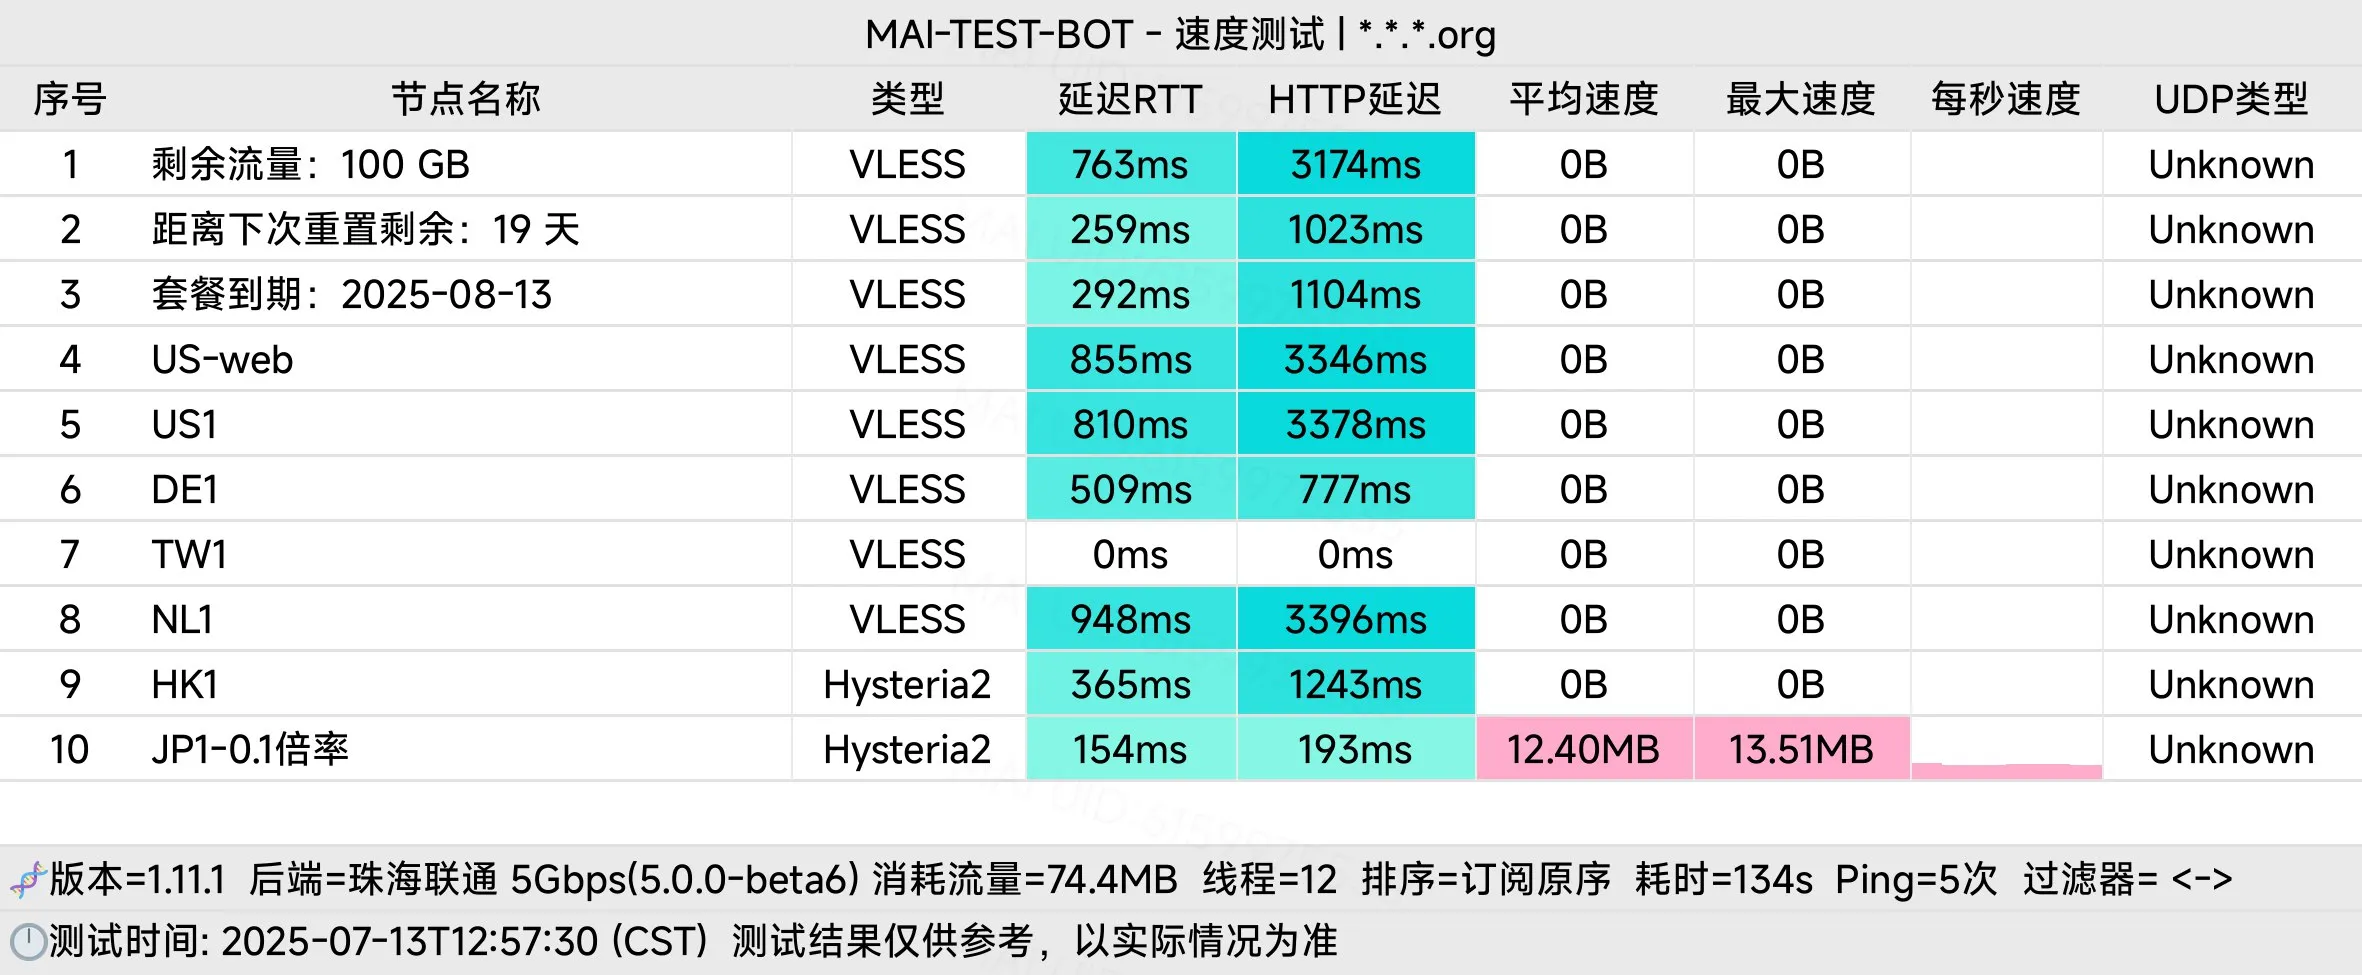 MAI-TEST-BOT - 速度测试 | *.*.*.org
序号 节点名称 类型 延迟RTT HTTP延迟 平均速度 最大速度 每秒速度 UDP类型
1 剩余流量：100 GB VLESS 763ms 3174ms 0B 0B Unknown
2 距离下次重置剩余：19 天 VLESS 259ms 1023ms 0B 0B Unknown
3 套餐到期：2025-08-13 VLESS 292ms 1104ms 0B 0B Unknown
4 US-web VLESS 855ms 3346ms 0B 0B Unknown
5 US1 VLESS 810ms 3378ms 0B 0B Unknown
6 DE1 VLESS 509ms 777ms 0B 0B Unknown
7 TW1 VLESS 0ms 0ms 0B 0B Unknown
8 NL1 VLESS 948ms 3396ms 0B 0B Unknown
9 HK1 Hysteria2 365ms 1243ms 0B 0B Unknown
10 JP1-0.1倍率 Hysteria2 154ms 193ms 12.40MB 13.51MB Unknown
版本=1.11.1 后端=珠海联通 5Gbps(5.0.0-beta6) 消耗流量=74.4MB 线程=12 排序=订阅原序 耗时=134s Ping=5次 过滤器= <->
测试时间: 2025-07-13T12:57:30 (CST) 测试结果仅供参考，以实际情况为准